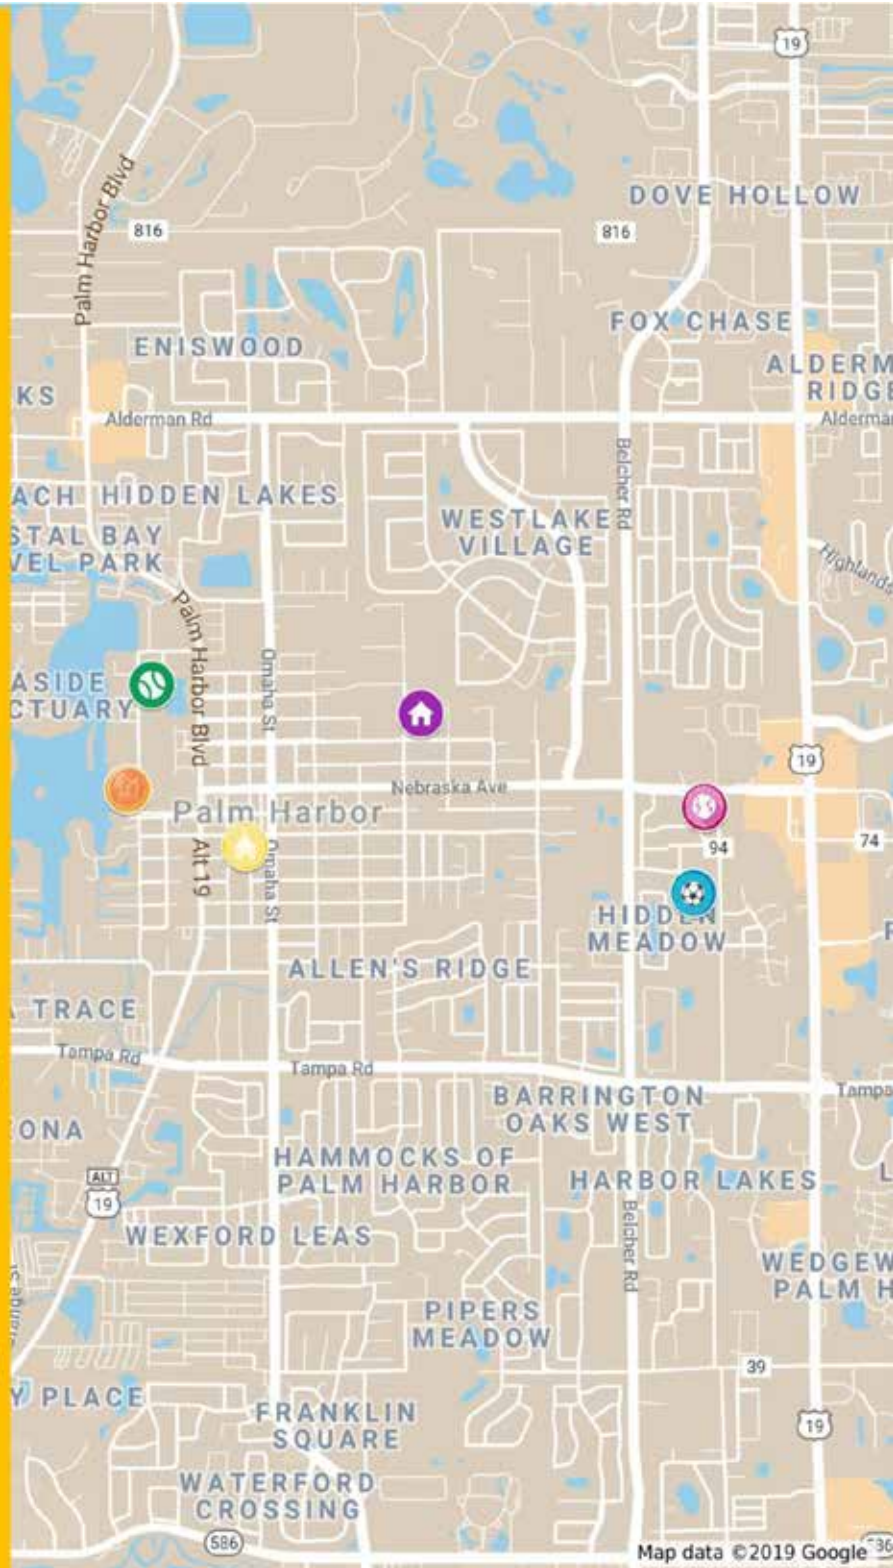 19
DOVE HOLLOW
Palm Harbor Blvd
816
816
FOX CHASE
ENISWOOD
ALDERM
RIDGE
KS
Alderman Rd
Alderman
Belcher Rd
ACH HIDDEN LAKES
STAL BAY
VEL PARK
WESTLAKE
VILLAGE
Highlands
Palm Harbor Blvd
Omaha St
ASIDE
CTUARY
19
Nebraska Ave
Palm Harbor
94
74
Alt 19
Omaha St
HIDDEN
MEADOW
ALLEN'S RIDGE
A TRACE
Tampa Rd
Tampa Rd
Tampa
BARRINGTON
OAKS WEST
ZONA
HAMMOCKS OF
PALM HARBOR
HARBOR LAKES
L
ALT
19
Belcher Rd
WEXFORD LEAS
WEDGEW
PALM H
PIPERS
MEADOW
39
Y PLACE
FRANKLIN
SQUARE
19
WATERFORD
CROSSING
586
Map data ©2019 Google